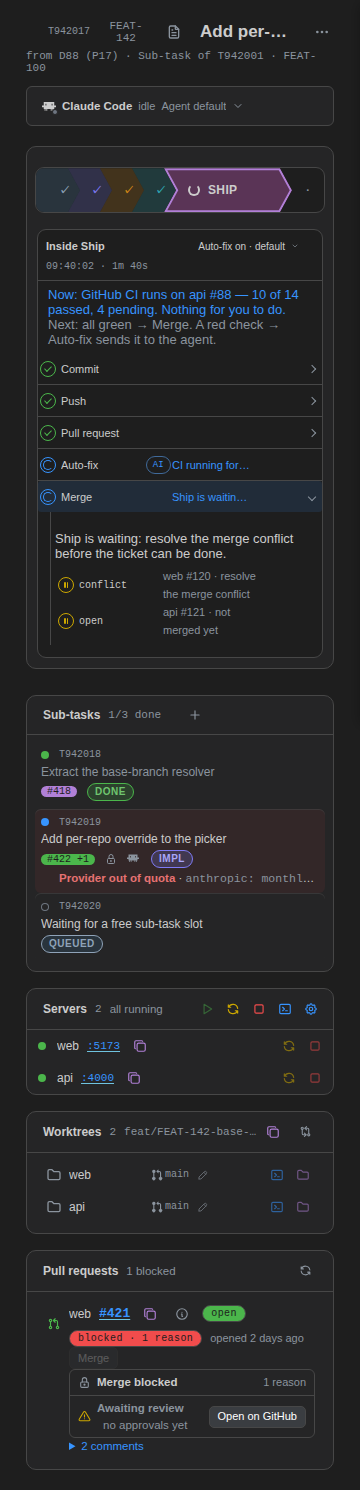 T942017 FEAT-142 Add per-…
from D88 (P17) · Sub-task of T942001 · FEAT-
100
Claude Code idle Agent default
SHIP
Inside Ship Auto-fix on · default
09:40:02 · 1m 40s
Now: GitHub CI runs on api #88 — 10 of 14
passed, 4 pending. Nothing for you to do.
Next: all green → Merge. A red check →
Auto-fix sends it to the agent.
Commit
Push
Pull request
Auto-fix AI CI running for…
Merge Ship is waitin…
Ship is waiting: resolve the merge conflict
before the ticket can be done.
conflict web #120 · resolve
the merge conflict
open api #121 · not
merged yet
Sub-tasks 1/3 done
T942018
Extract the base-branch resolver
#418 DONE
T942019
Add per-repo override to the picker
#422 +1 IMPL
Provider out of quota · anthropic: monthl…
T942020
Waiting for a free sub-task slot
QUEUED
Servers 2 all running
web :5173
api :4000
Worktrees 2 feat/FEAT-142-base-…
web main
api main
Pull requests 1 blocked
web #421 open
blocked · 1 reason opened 2 days ago
Merge
Merge blocked 1 reason
Awaiting review
no approvals yet
Open on GitHub
2 comments